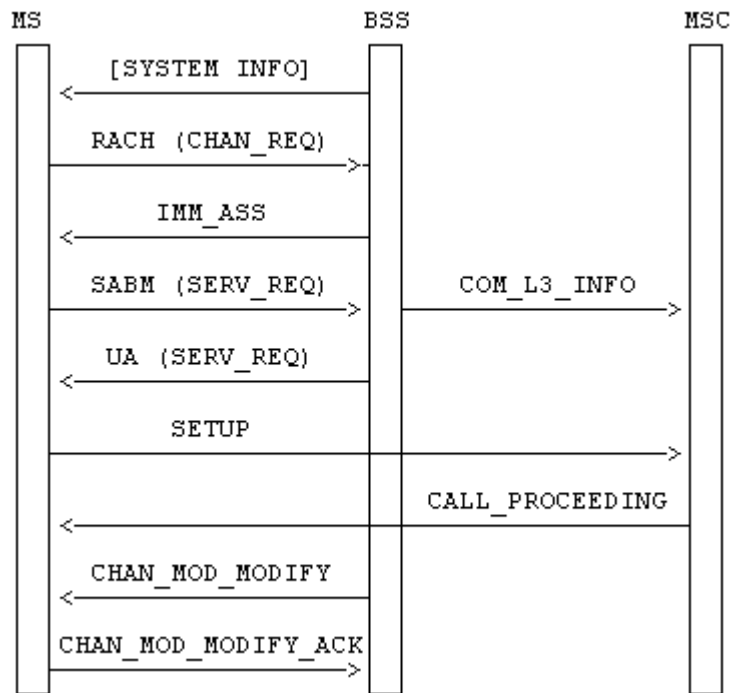 MS BSS MSC
[SYSTEM INFO]
RACH (CHAN_REQ)
IMM_ASS
SABM (SERV_REQ) COM_L3_INFO
UA (SERV_REQ)
SETUP
CALL_PROCEEDING
CHAN_MOD_MODIFY
CHAN_MOD_MODIFY_ACK